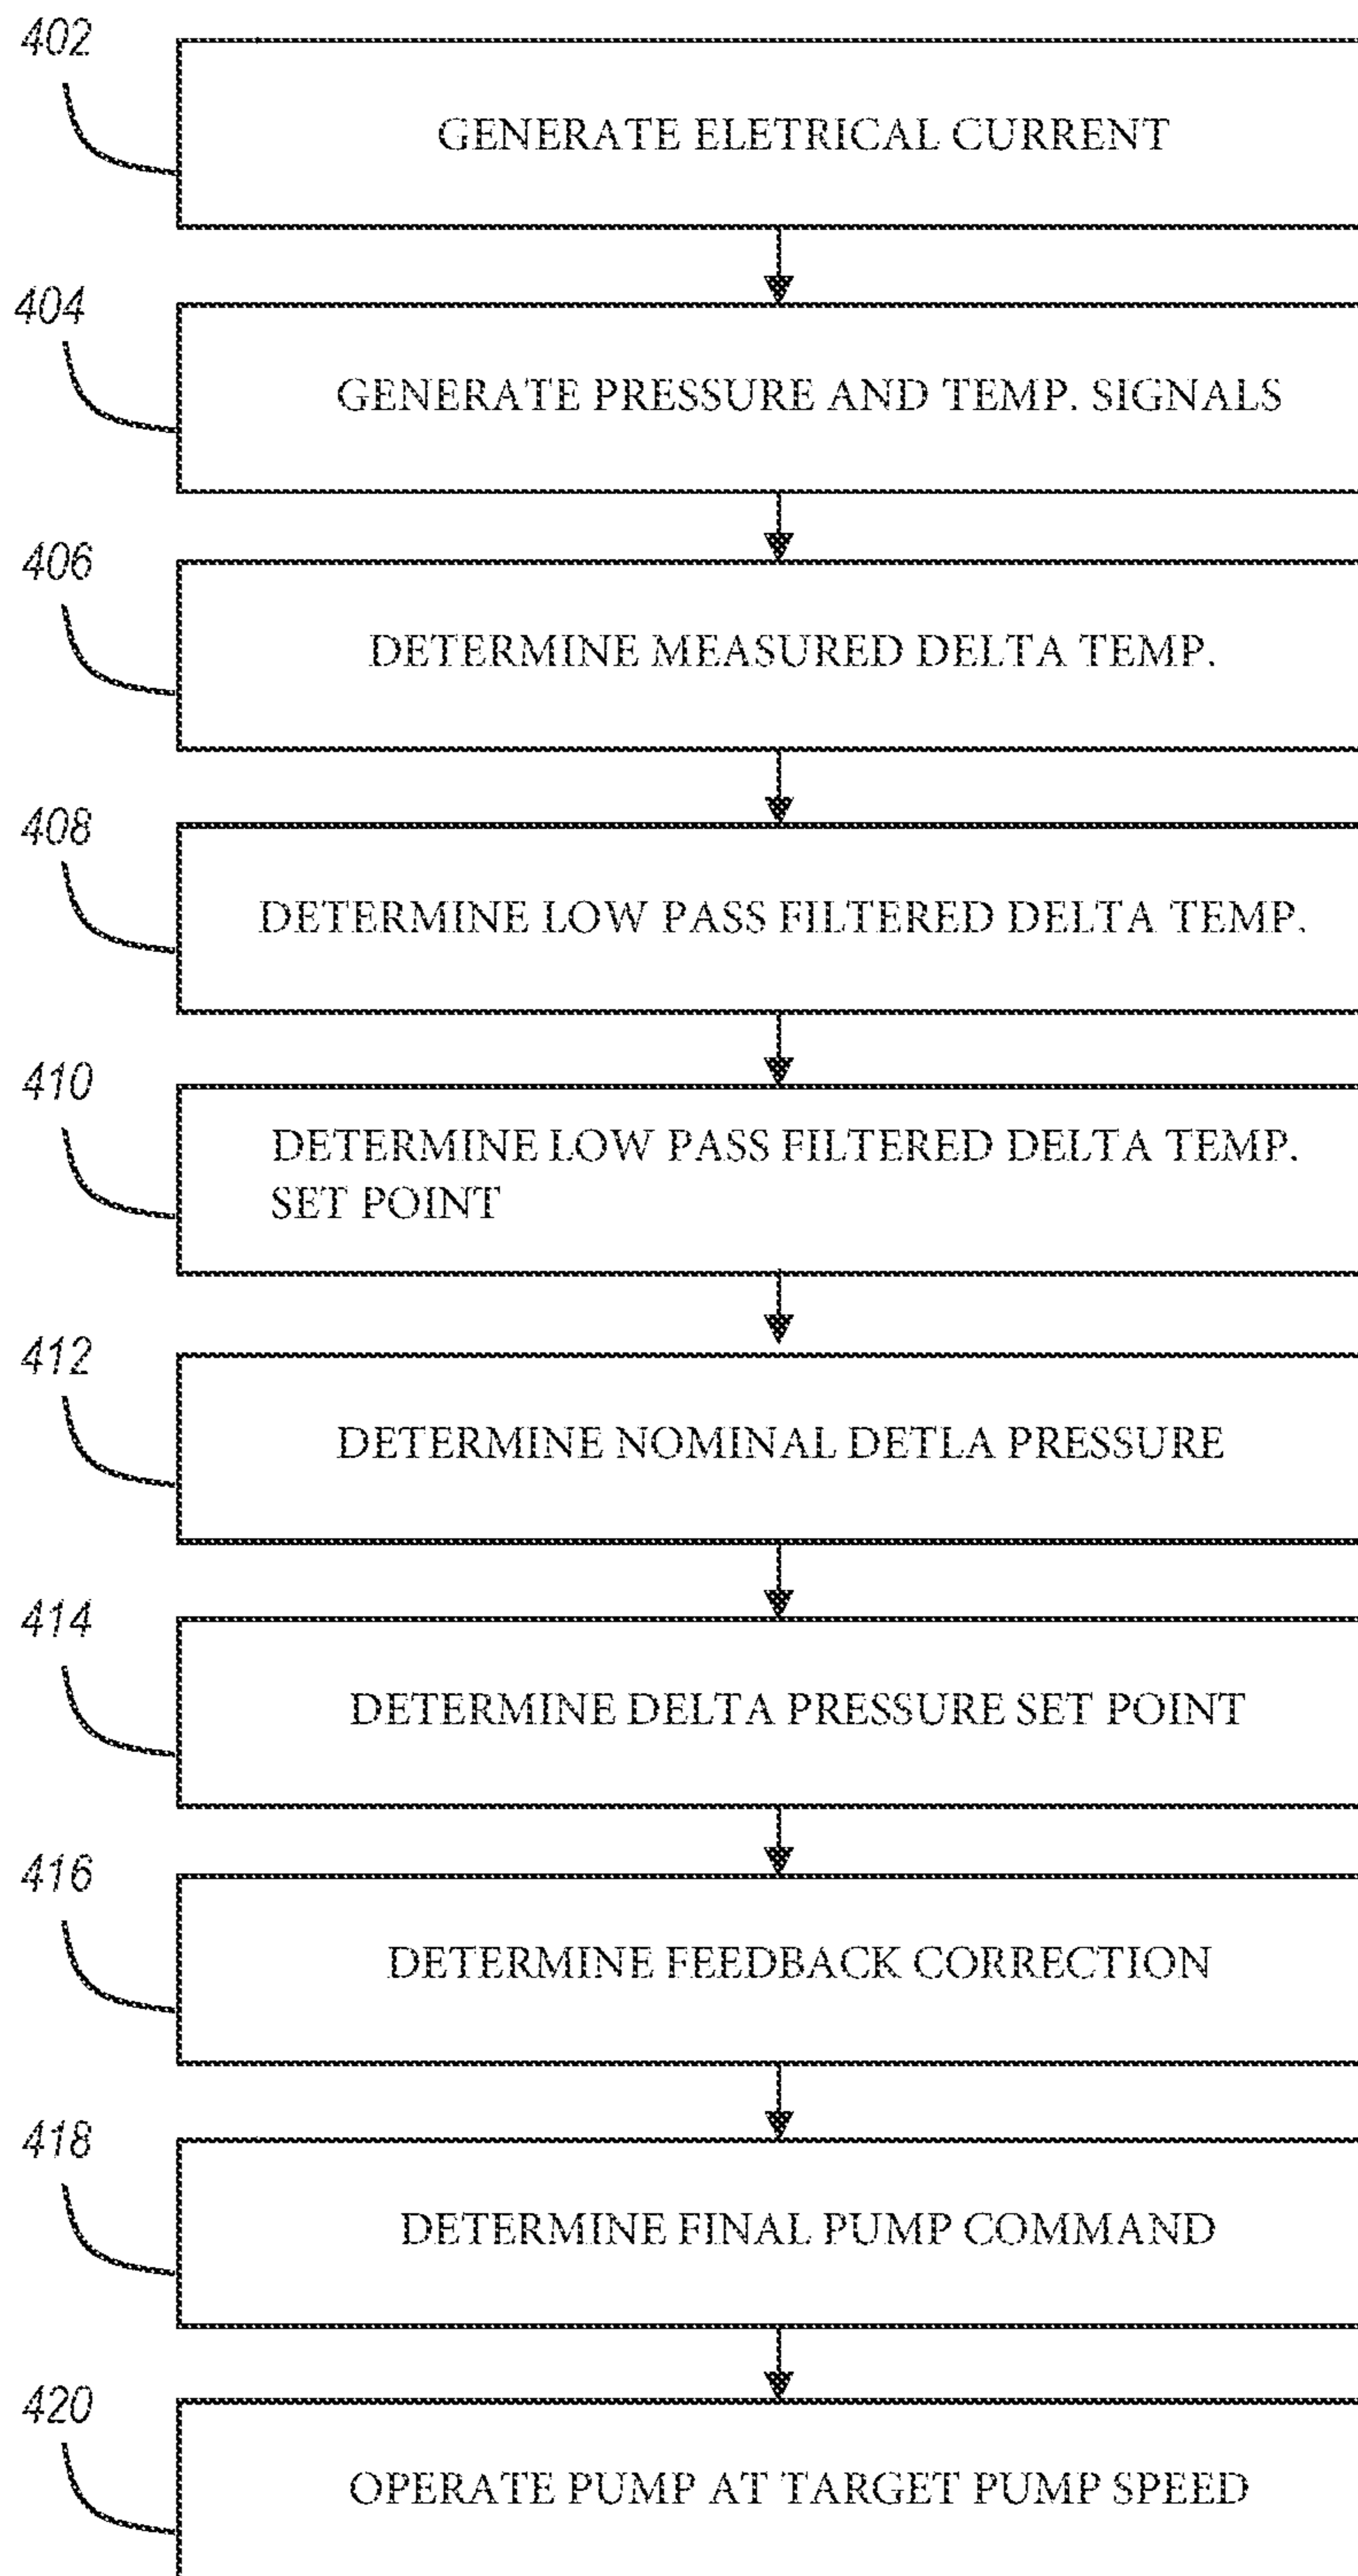 402
GENERATE ELETRICAL CURRENT
404
GENERATE PRESSURE AND TEMP. SIGNALS
406
DETERMINE MEASURED DELTA TEMP.
408
DETERMINE LOW PASS FILTERED DELTA TEMP.
410
DETERMINE LOW PASS FILTERED DELTA TEMP.
SET POINT
412
DETERMINE NOMINAL DETLA PRESSURE
414
DETERMINE DELTA PRESSURE SET POINT
416
DETERMINE FEEDBACK CORRECTION
418
DETERMINE FINAL PUMP COMMAND
420
OPERATE PUMP AT TARGET PUMP SPEED